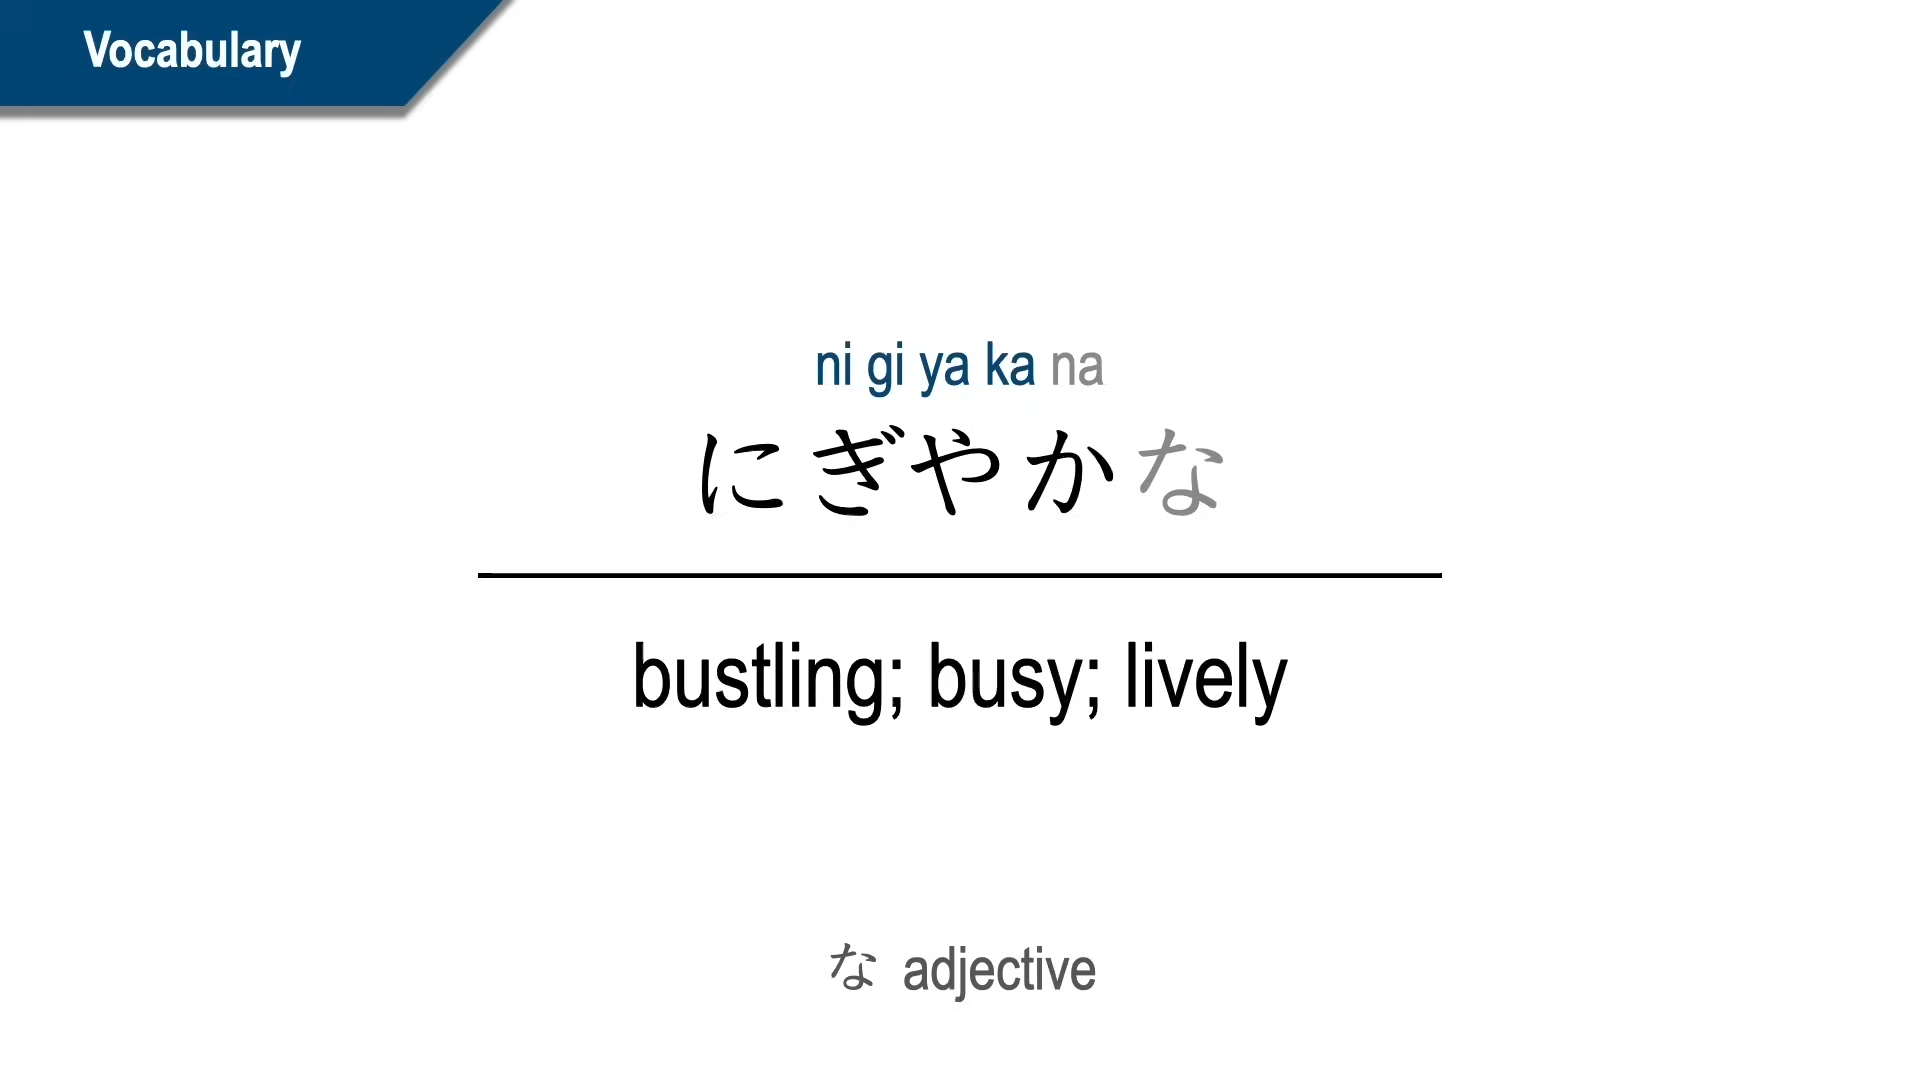 Vocabulary
ni gi ya ka na
にぎやかな
bustling; busy; lively
な adjective